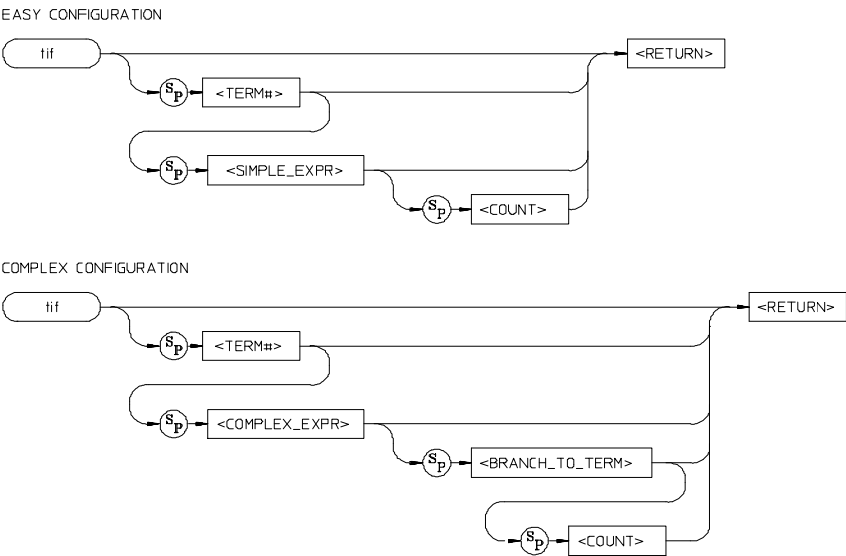 EASY CONFIGURATION
tif
<RETURN>
Sp <TERM#>
Sp <SIMPLE_EXPR>
Sp <COUNT>
COMPLEX CONFIGURATION
tif
<RETURN>
Sp <TERM#>
Sp <COMPLEX_EXPR>
Sp <BRANCH_TO_TERM>
Sp <COUNT>